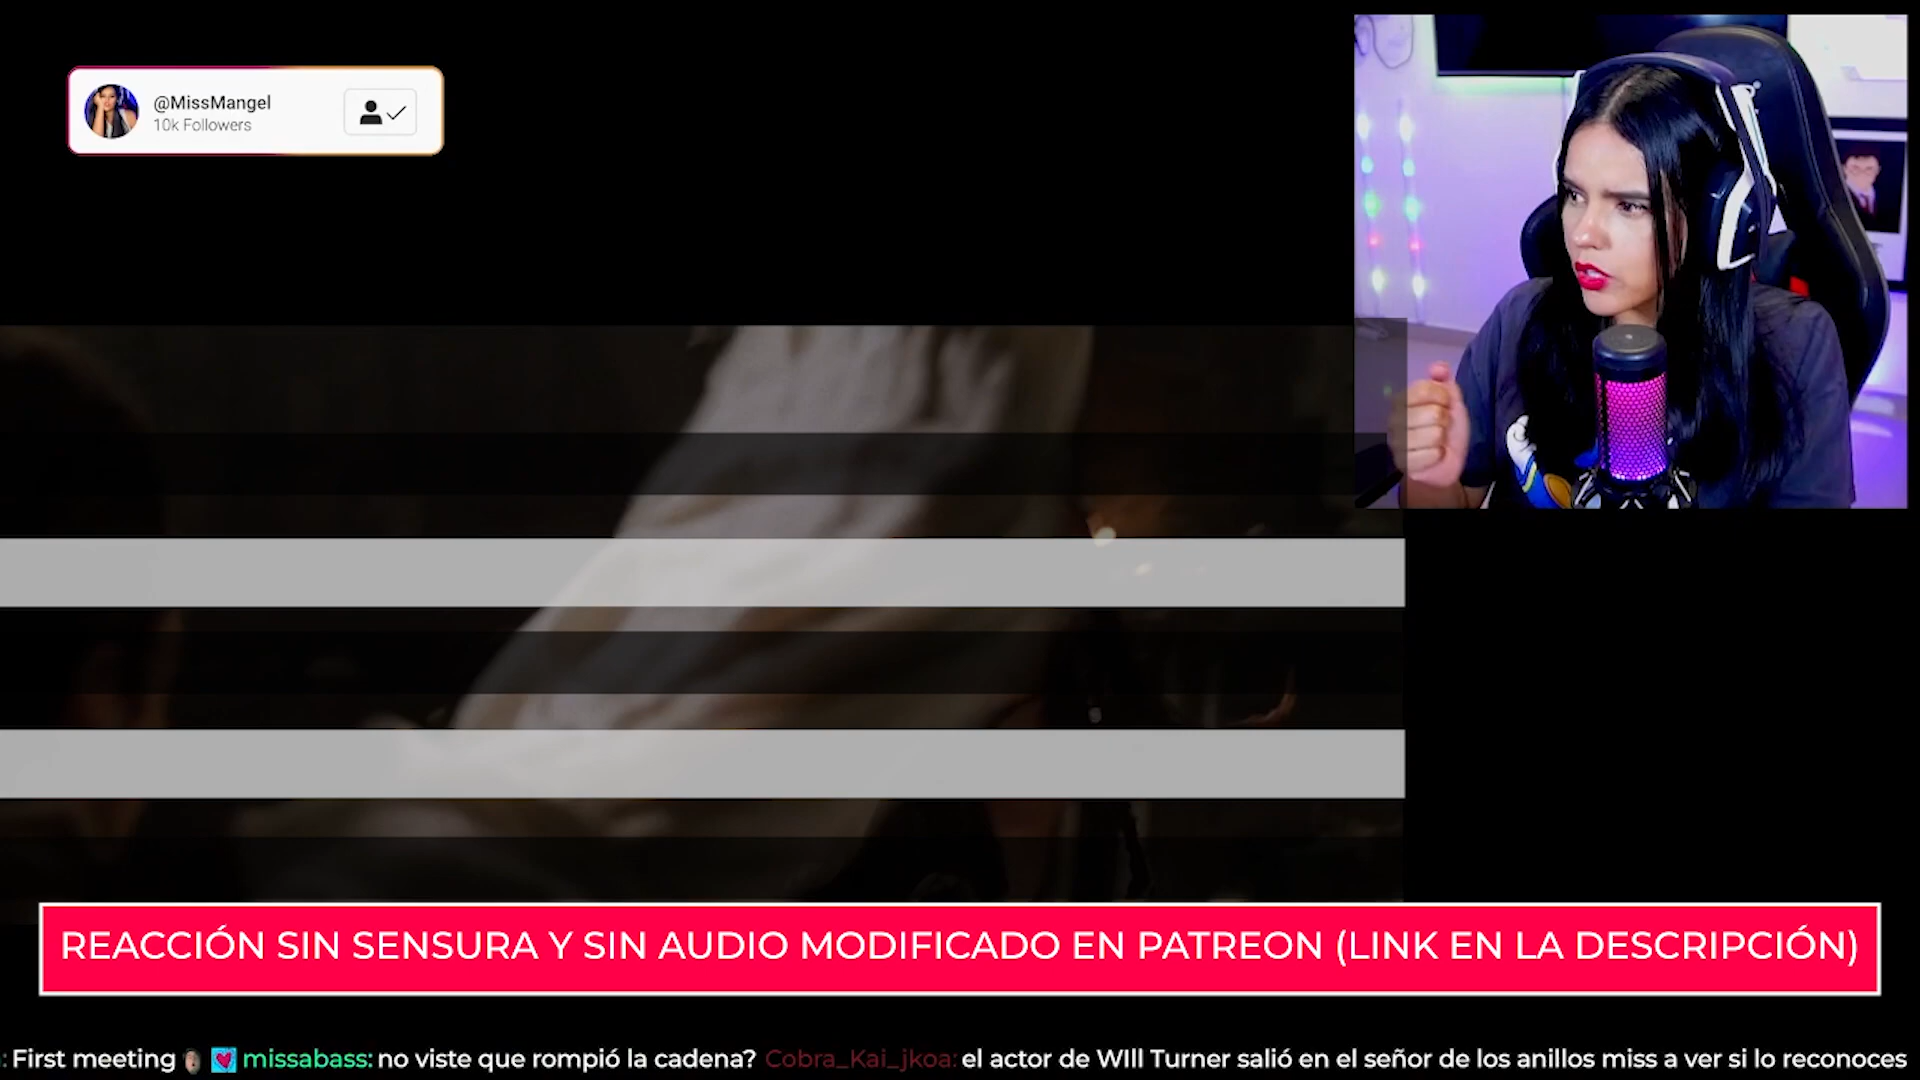 @MissMangel
10k Followers
REACCIÓN SIN SENSURA Y SIN AUDIO MODIFICADO EN PATREON (LINK EN LA DESCRIPCIÓN)
: First meeting missabass: no viste que rompió la cadena? Cobra_Kai_jkoa: el actor de WIll Turner salió en el señor de los anillos miss a ver si lo reconoces